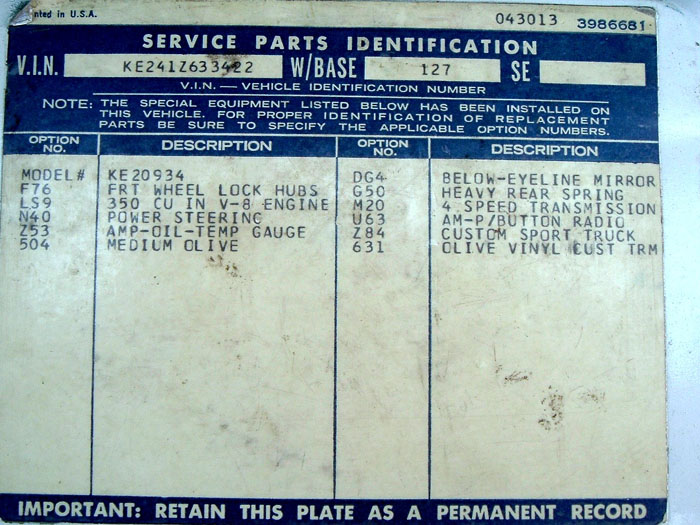 nted in U.S.A. 043013 3986681
SERVICE PARTS IDENTIFICATION
V.I.N. KE241Z633422 W/BASE 127 SE
V.I.N. — VEHICLE IDENTIFICATION NUMBER
NOTE: THE SPECIAL EQUIPMENT LISTED BELOW HAS BEEN INSTALLED ON
THIS VEHICLE. FOR PROPER IDENTIFICATION OF REPLACEMENT
PARTS BE SURE TO SPECIFY THE APPLICABLE OPTION NUMBERS.
OPTION NO. DESCRIPTION OPTION NO. DESCRIPTION
MODEL# KE20934 DG4 BELOW-EYELINE MIRROR
F76 FRT WHEEL LOCK HUBS G50 HEAVY REAR SPRING
LS9 350 CU IN V-8 ENGINE M20 4 SPEED TRANSMISSION
N40 POWER STEERING U63 AM-P/BUTTON RADIO
Z53 AMP-OIL-TEMP GAUGE Z84 CUSTOM SPORT TRUCK
504 MEDIUM OLIVE 631 OLIVE VINYL CUST TRM
IMPORTANT: RETAIN THIS PLATE AS A PERMANENT RECORD